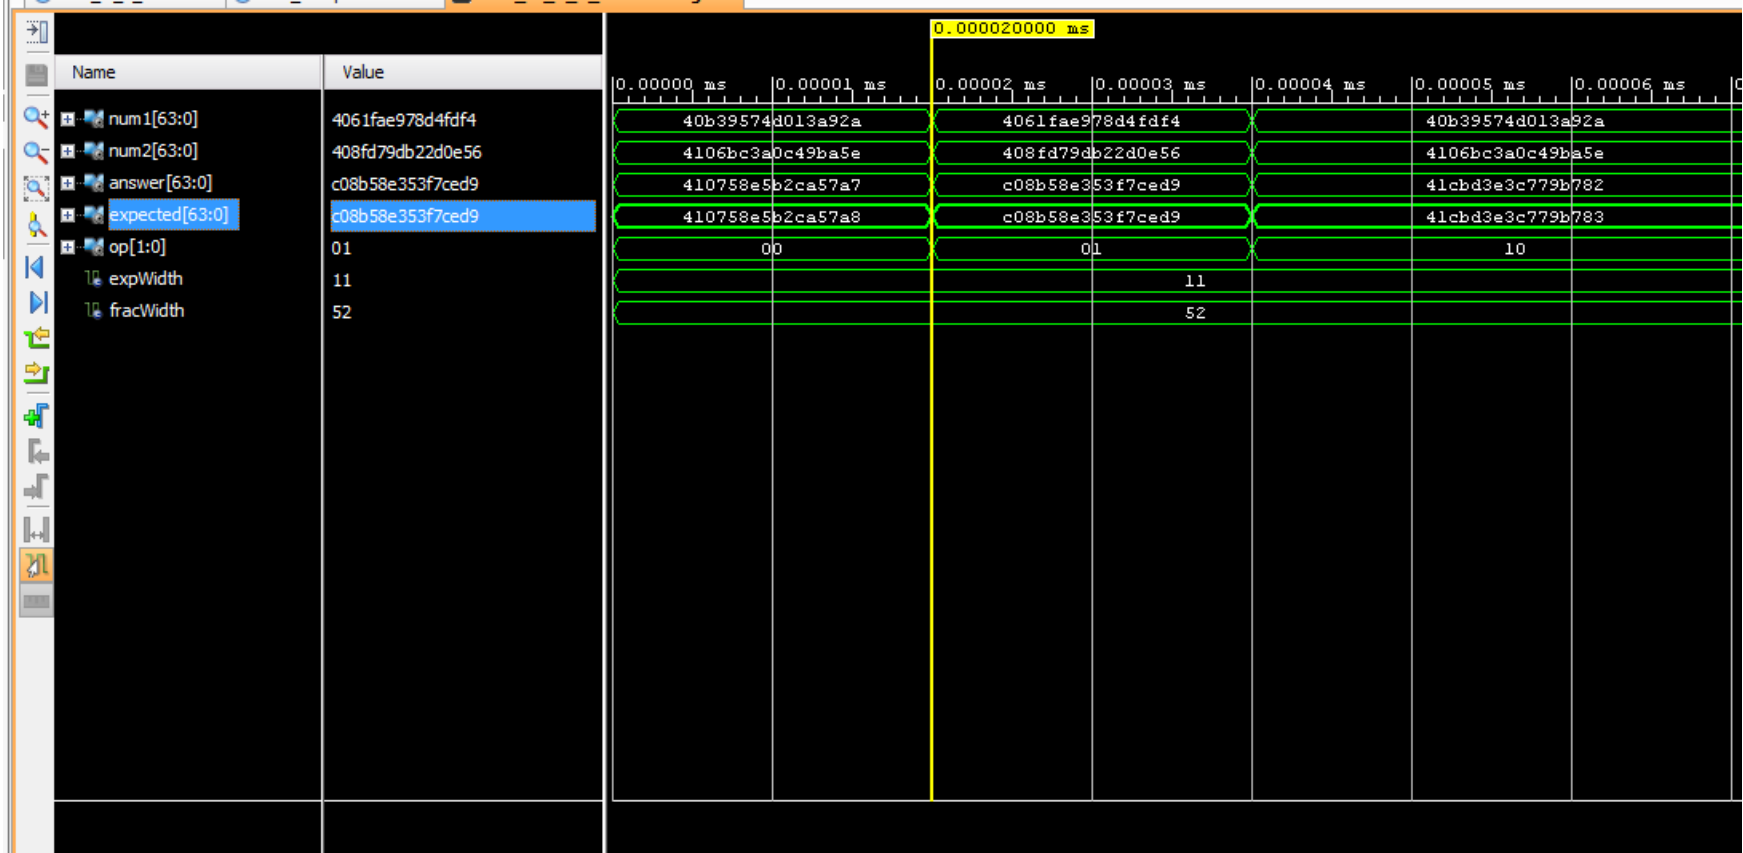 0.000020000 ms
Name Value
0.00000 ms 0.00001 ms 0.00002 ms 0.00003 ms 0.00004 ms 0.00005 ms 0.00006 ms
num1[63:0] 4061fae978d4fdf4 40b39574d013a92a 4061fae978d4fdf4 40b39574d013a92a
num2[63:0] 408fd79db22d0e56 4106bc3a0c49ba5e 408fd79db22d0e56 4106bc3a0c49ba5e
answer[63:0] c08b58e353f7ced9 410758e5b2ca57a7 c08b58e353f7ced9 41cbd3e3c779b782
expected[63:0] c08b58e353f7ced9 410758e5b2ca57a8 c08b58e353f7ced9 41cbd3e3c779b783
op[1:0] 01 00 01 10
expWidth 11 11
fracWidth 52 52